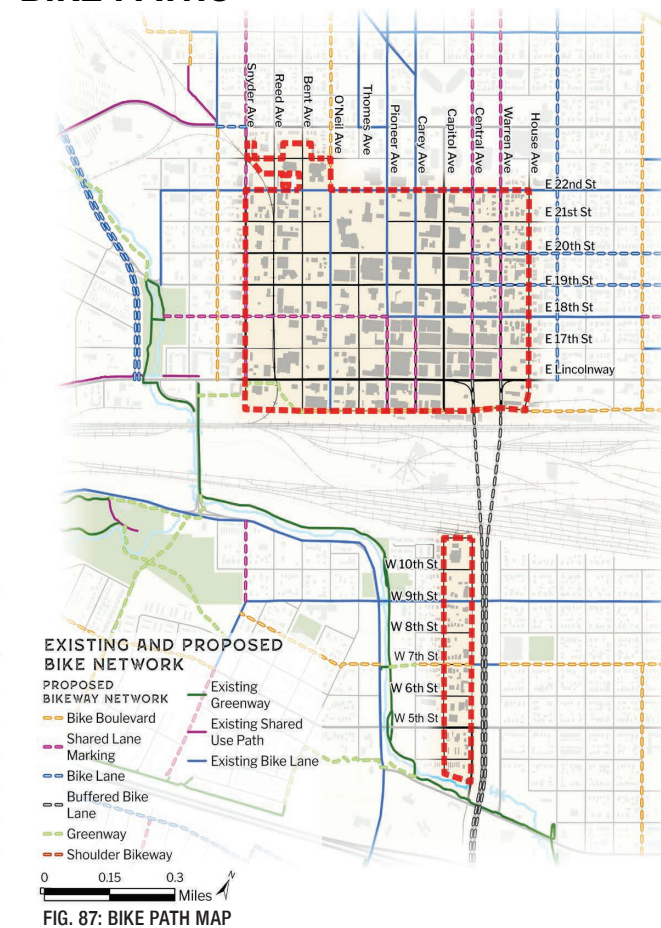 BIKE PATHS
Snyder Ave
Reed Ave
Bent Ave
O'Neil Ave
Thomes Ave
Pioneer Ave
Carey Ave
Capitol Ave
Central Ave
Warren Ave
House Ave
E 22nd St
E 21st St
E 20th St
E 19th St
E 18th St
E 17th St
E Lincolnway
W 10th St
W 9th St
W 8th St
W 7th St
W 6th St
W 5th St
EXISTING AND PROPOSED
BIKE NETWORK
PROPOSED
BIKEWAY NETWORK
Bike Boulevard
Shared Lane
Marking
Bike Lane
Buffered Bike
Lane
Greenway
Shoulder Bikeway
Existing
Greenway
Existing Shared
Use Path
Existing Bike Lane
0 0.15 0.3
Miles
N
FIG. 87: BIKE PATH MAP